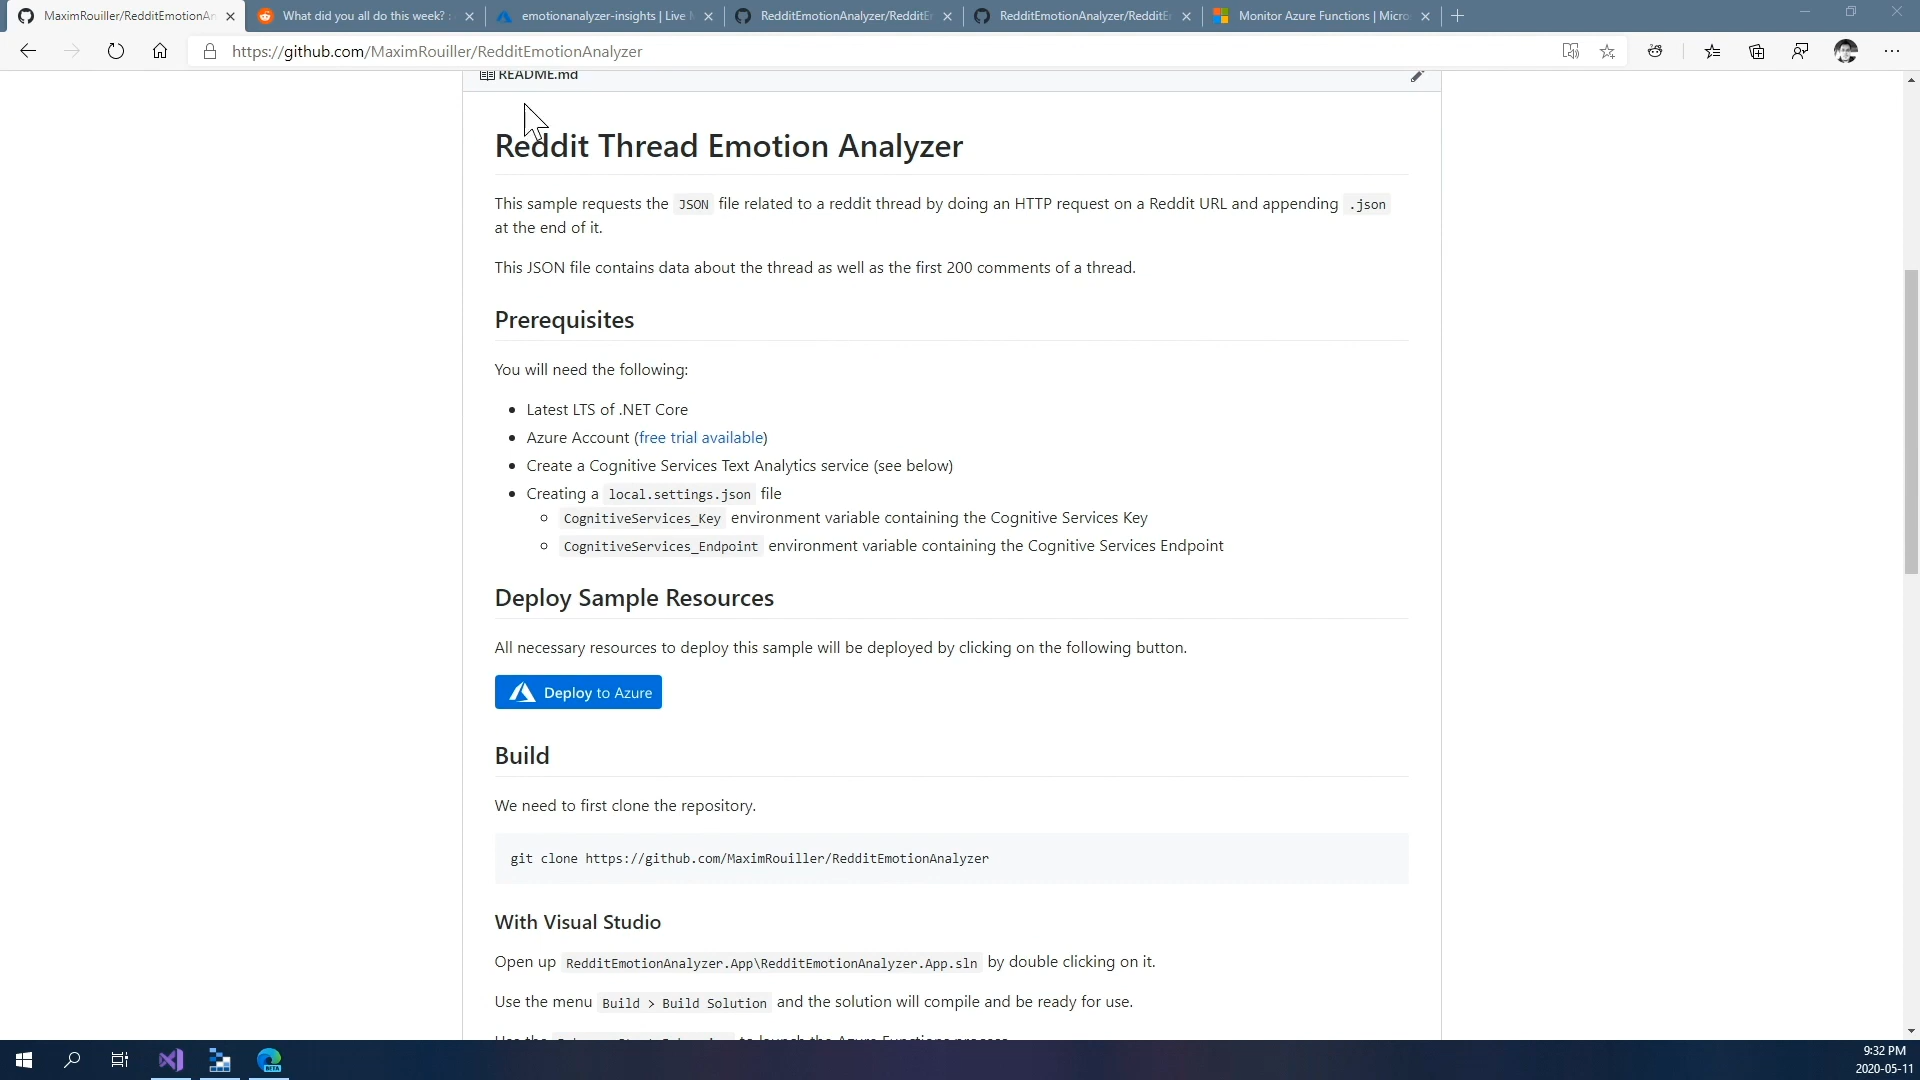 MaximRouiller/RedditEmotionAn
What did you all do this week? :
emotionanalyzer-insights | Live M
RedditEmotionAnalyzer/RedditE
RedditEmotionAnalyzer/RedditE
Monitor Azure Functions | Micro
https://github.com/MaximRouiller/RedditEmotionAnalyzer
README.md
Reddit Thread Emotion Analyzer
This sample requests the JSON file related to a reddit thread by doing an HTTP request on a Reddit URL and appending .json
at the end of it.
This JSON file contains data about the thread as well as the first 200 comments of a thread.
Prerequisites
You will need the following:
Latest LTS of .NET Core
Azure Account (free trial available)
Create a Cognitive Services Text Analytics service (see below)
Creating a local.settings.json file
CognitiveServices_Key environment variable containing the Cognitive Services Key
CognitiveServices_Endpoint environment variable containing the Cognitive Services Endpoint
Deploy Sample Resources
All necessary resources to deploy this sample will be deployed by clicking on the following button.
Deploy to Azure
Build
We need to first clone the repository.
git clone https://github.com/MaximRouiller/RedditEmotionAnalyzer
With Visual Studio
Open up RedditEmotionAnalyzer.App\RedditEmotionAnalyzer.App.sln by double clicking on it.
Use the menu Build > Build Solution and the solution will compile and be ready for use.
to launch the Azure Functions process
BETA
9:32 PM
2020-05-11